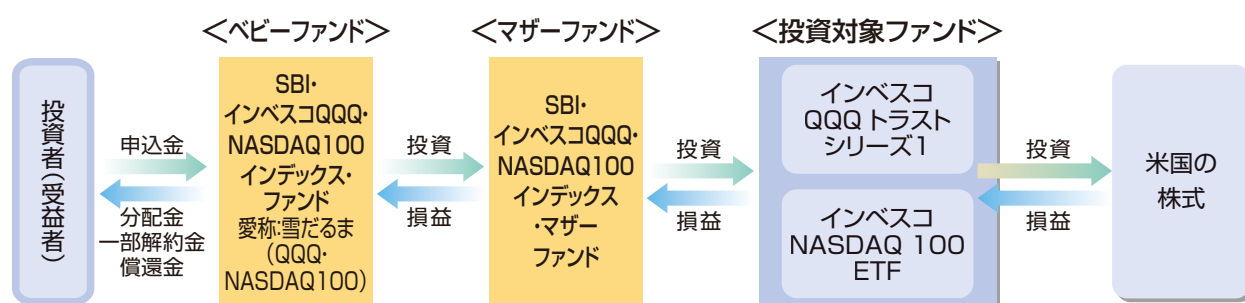 <ベビーファンド>
<マザーファンド>
<投資対象ファンド>
投資者(受益者)
申込金
分配金
一部解約金
償還金
SBI・
インベスコQQQ・
NASDAQ100
インデックス・
ファンド
愛称:雪だるま
(QQQ・
NASDAQ100)
投資
損益
SBI・
インベスコQQQ・
NASDAQ100
インデックス
・マザー
ファンド
投資
損益
インベスコ
QQQ トラスト
シリーズ1
インベスコ
NASDAQ 100
ETF
投資
損益
米国の
株式